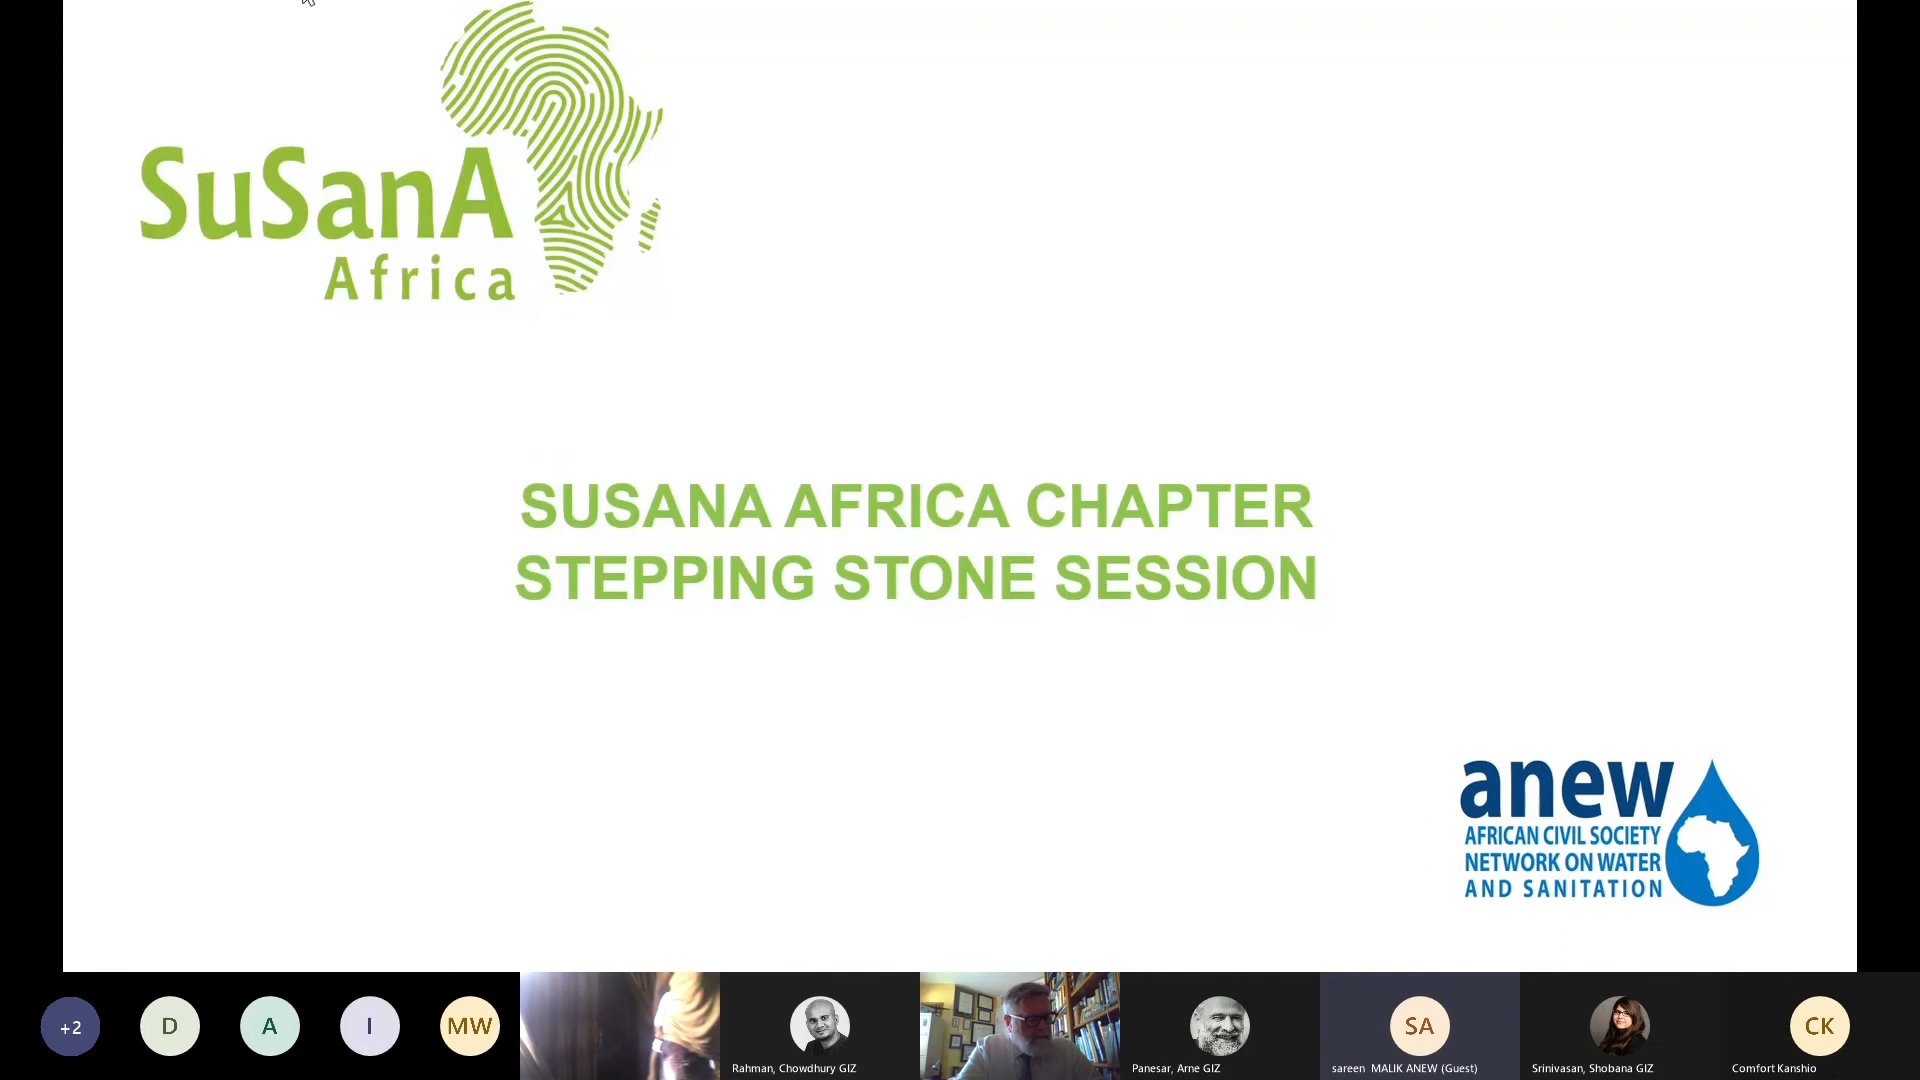 SuSanA
Africa
SUSANA AFRICA CHAPTER
STEPPING STONE SESSION
anew
AFRICAN CIVIL SOCIETY
NETWORK ON WATER
AND SANITATION
+2
D
A
I
MW
Rahman, Chowdhury GIZ
Panesar, Arne GIZ
SA
sareen MALIK ANEW (Guest)
Srinivasan, Shobana GIZ
CK
Comfort Kanshio